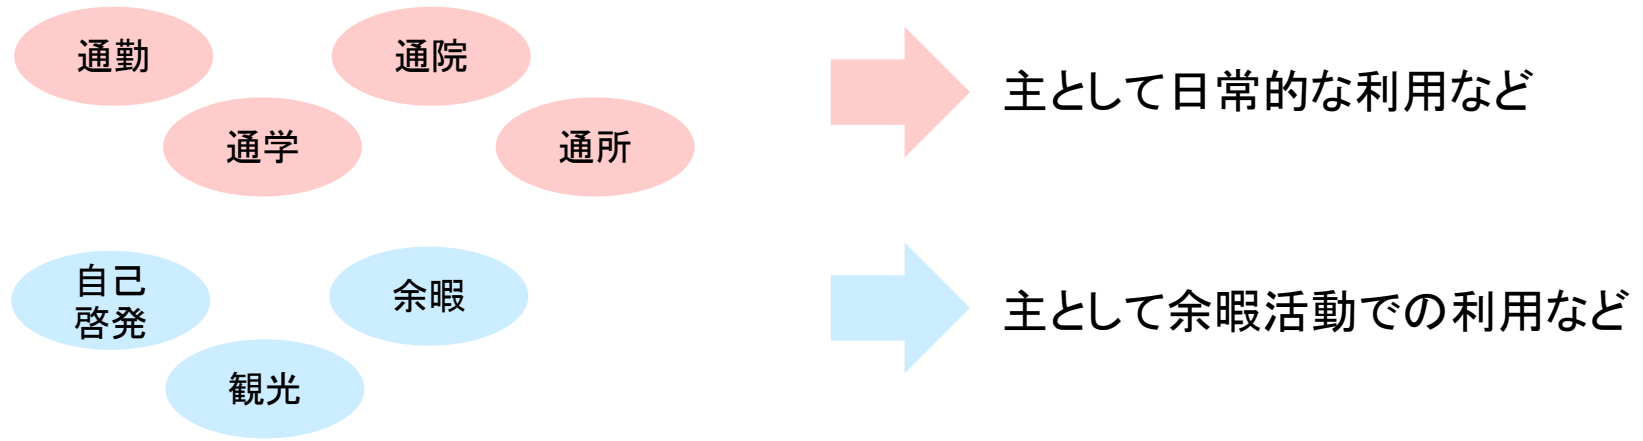 通勤
通院
通学
通所
主として日常的な利用など
自己
啓発
余暇
観光
主として余暇活動での利用など